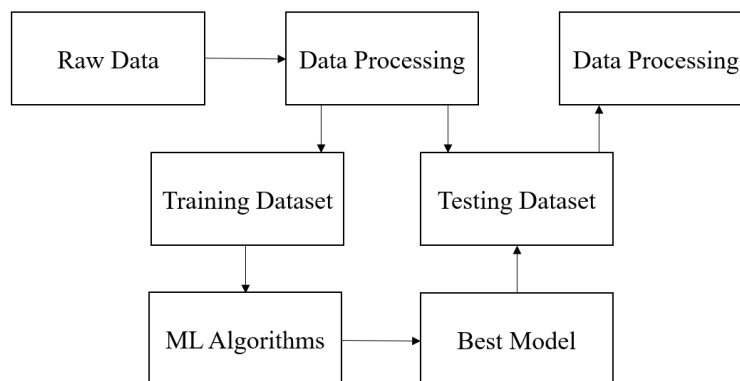 Raw Data
Data Processing
Data Processing
Training Dataset
Testing Dataset
ML Algorithms
Best Model